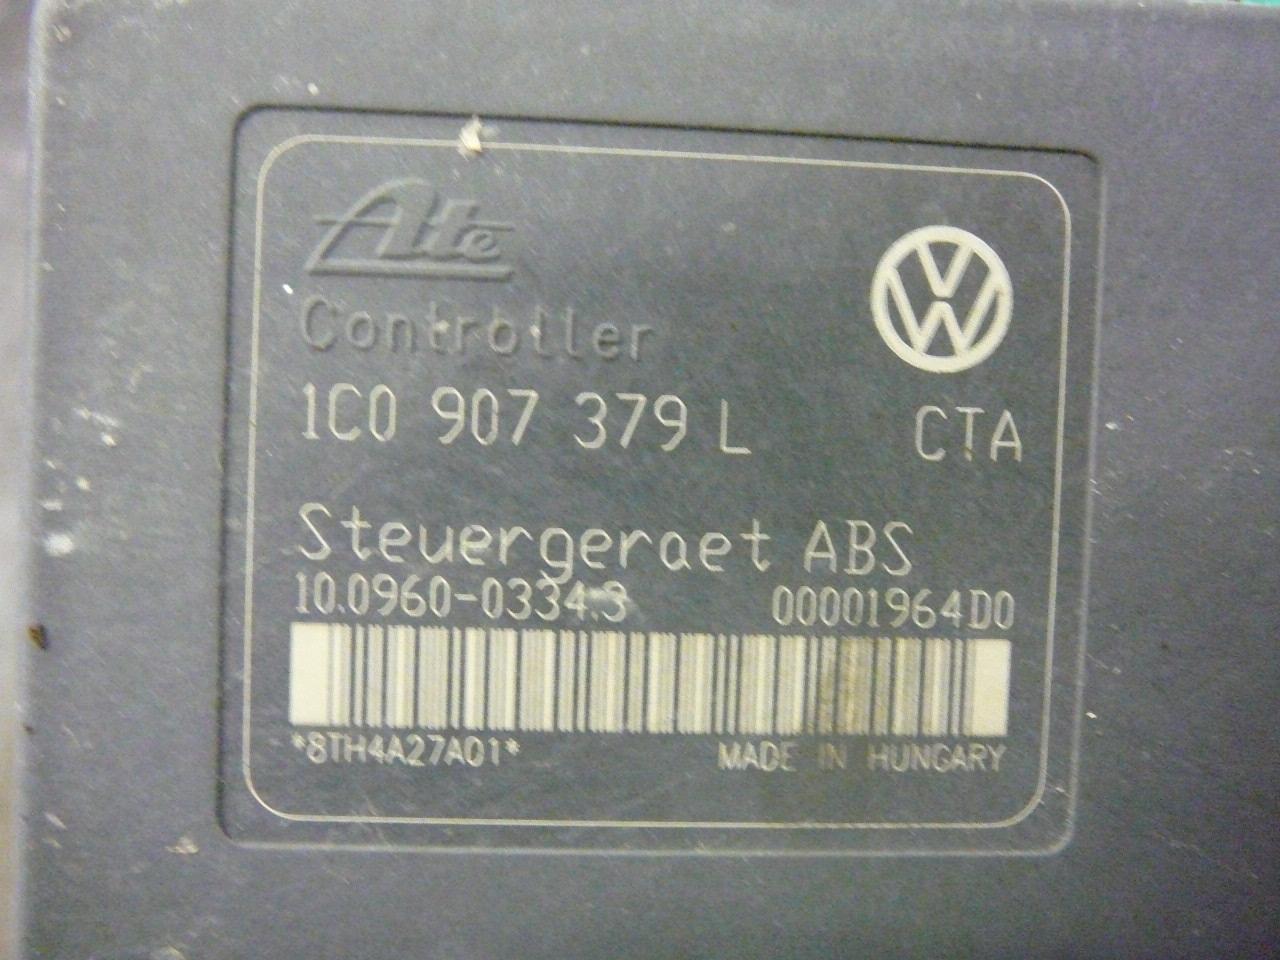 Ate
Controller
1C0 907 379 L CTA
Steuergeraet ABS
10.0960-0334.3 00001964D0
*8TH4A27A01* MADE IN HUNGARY